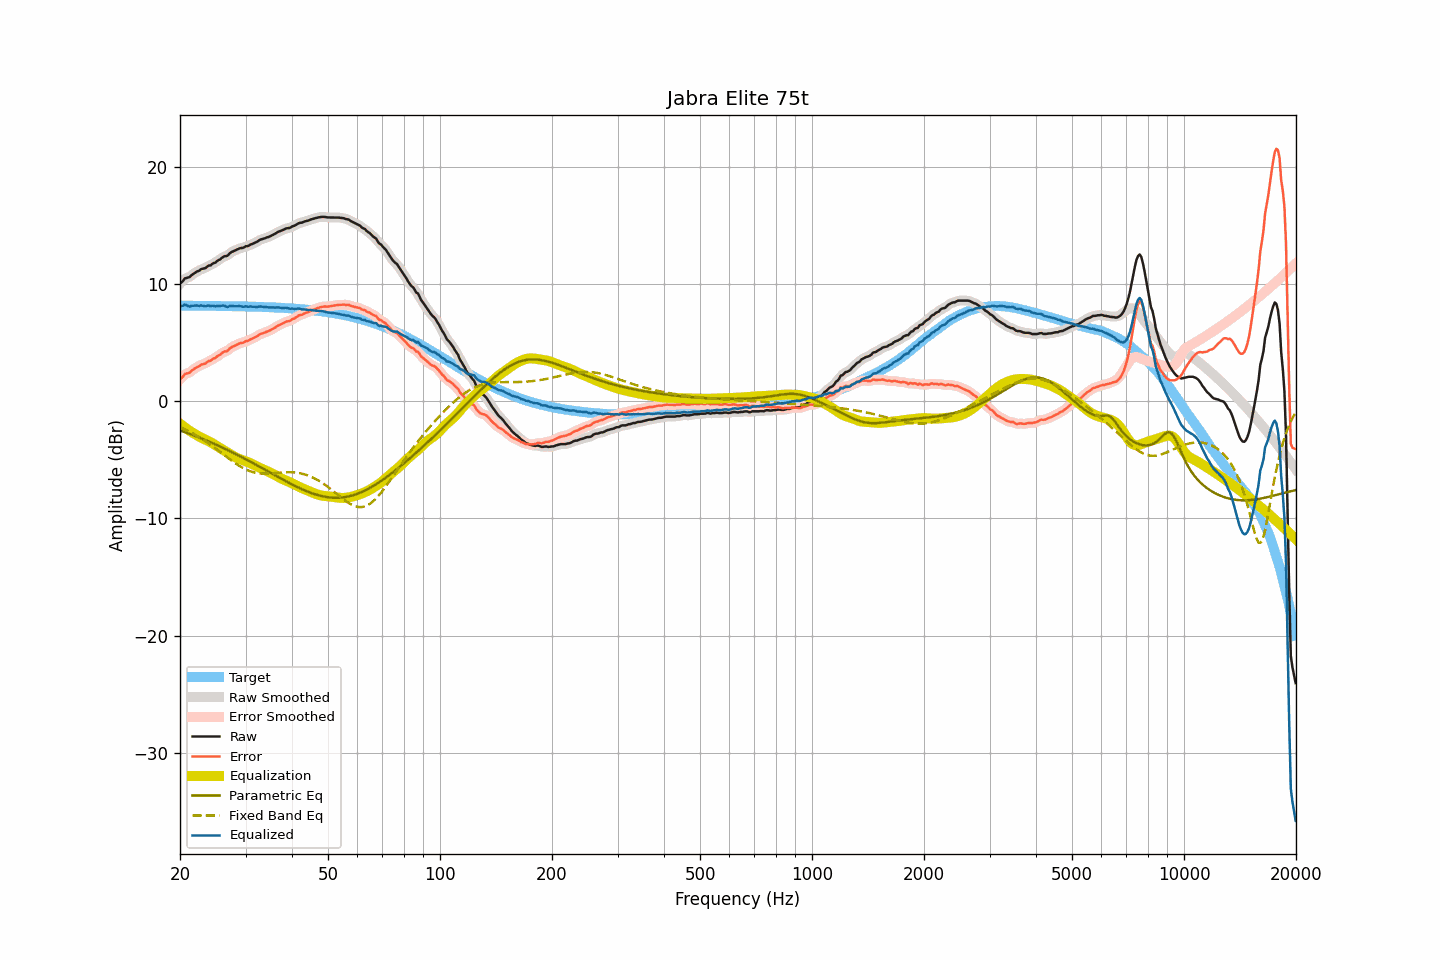 Jabra Elite 75t
Amplitude (dBr)
20
10
0
−10
−20
−30
Target
Raw Smoothed
Error Smoothed
Raw
Error
Equalization
Parametric Eq
Fixed Band Eq
Equalized
20 50 100 200 500 1000 2000 5000 10000 20000
Frequency (Hz)